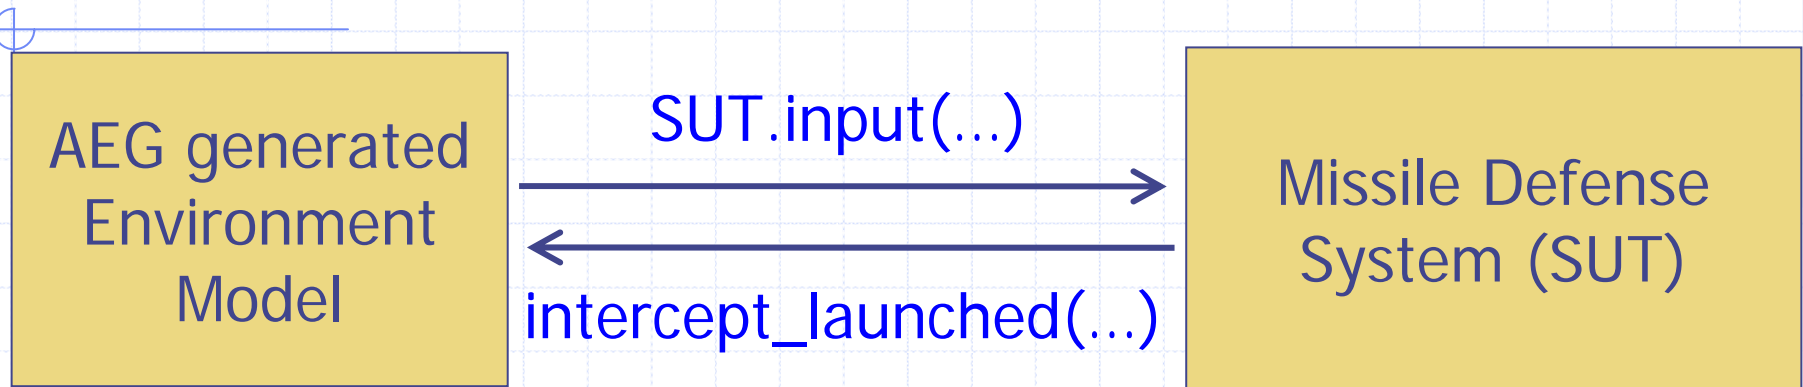 AEG generated
Environment
Model
SUT.input(...)
intercept_launched(...)
Missile Defense
System (SUT)